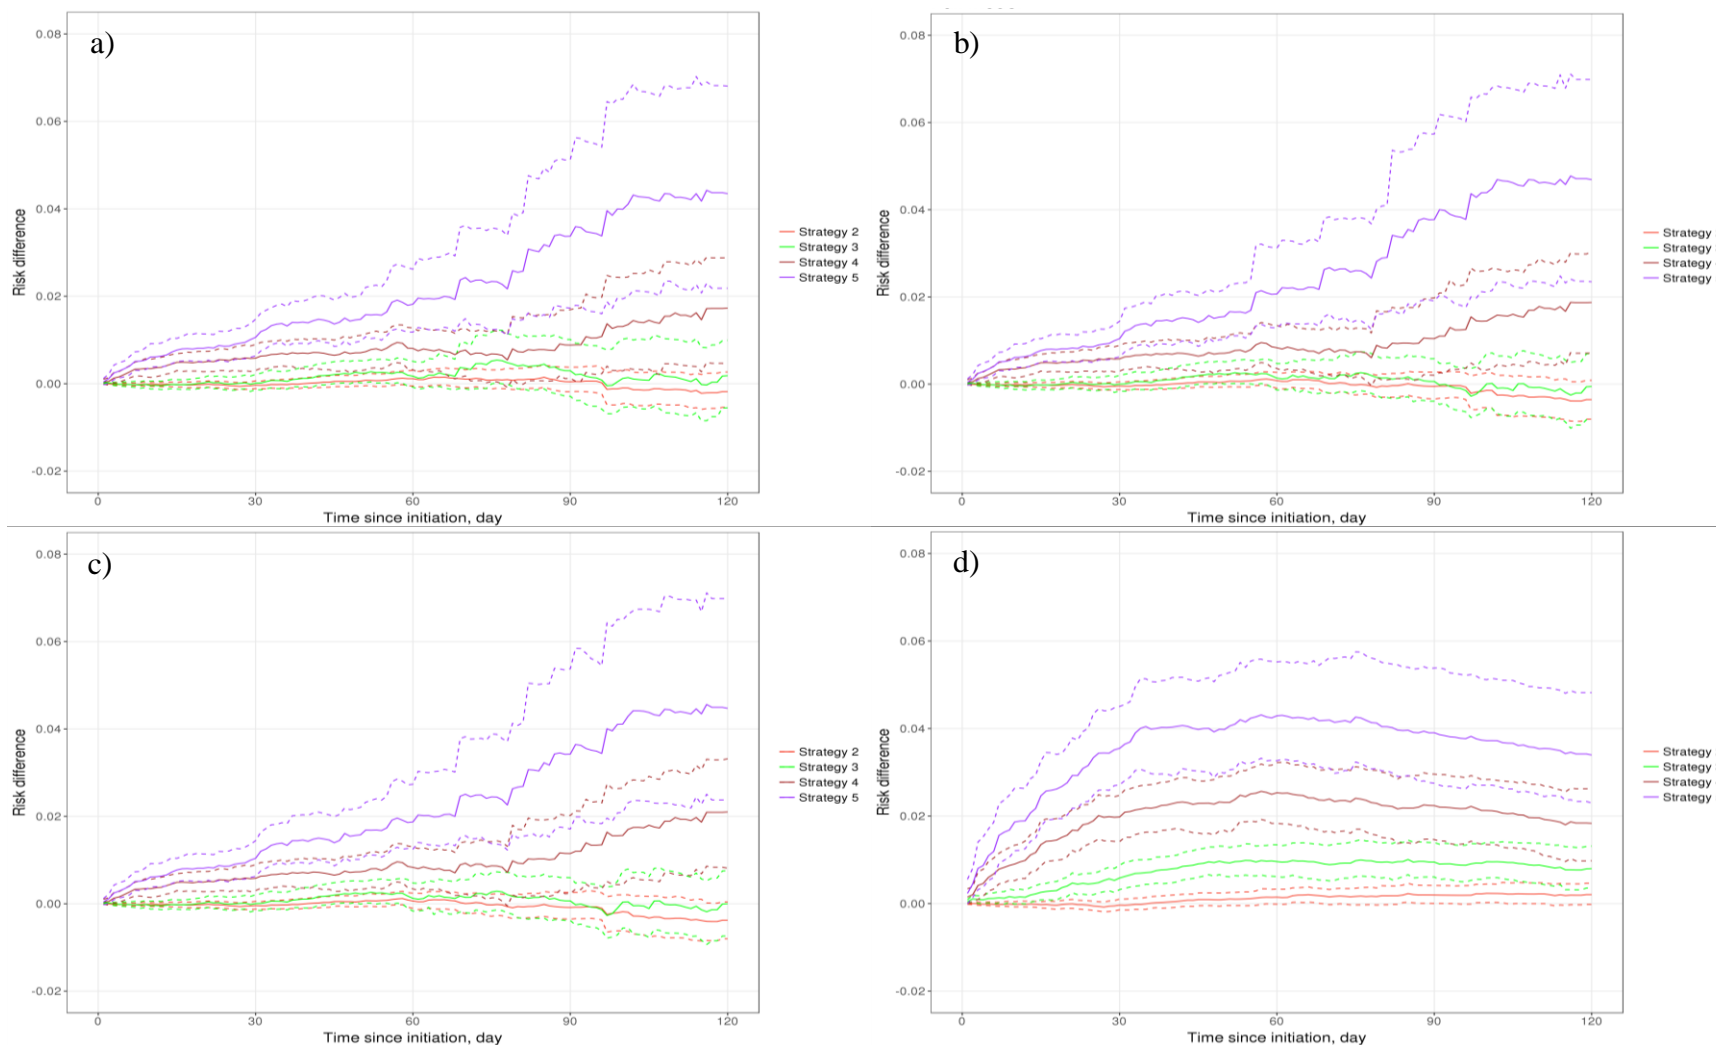 a)
0.08
0.06
0.04
0.02
0.00
-0.02
Risk difference
0
30
60
90
120
Time since initiation, day
Strategy 2
Strategy 3
Strategy 4
Strategy 5
b)
0.08
0.06
0.04
0.02
0.00
-0.02
Risk difference
0
30
60
90
120
Time since initiation, day
Strategy
Strategy
Strategy
Strategy
c)
0.08
0.06
0.04
0.02
0.00
-0.02
Risk difference
0
30
60
90
120
Time since initiation, day
Strategy 2
Strategy 3
Strategy 4
Strategy 5
d)
0.08
0.06
0.04
0.02
0.00
-0.02
Risk difference
0
30
60
90
120
Time since initiation, day
Strategy
Strategy
Strategy
Strategy